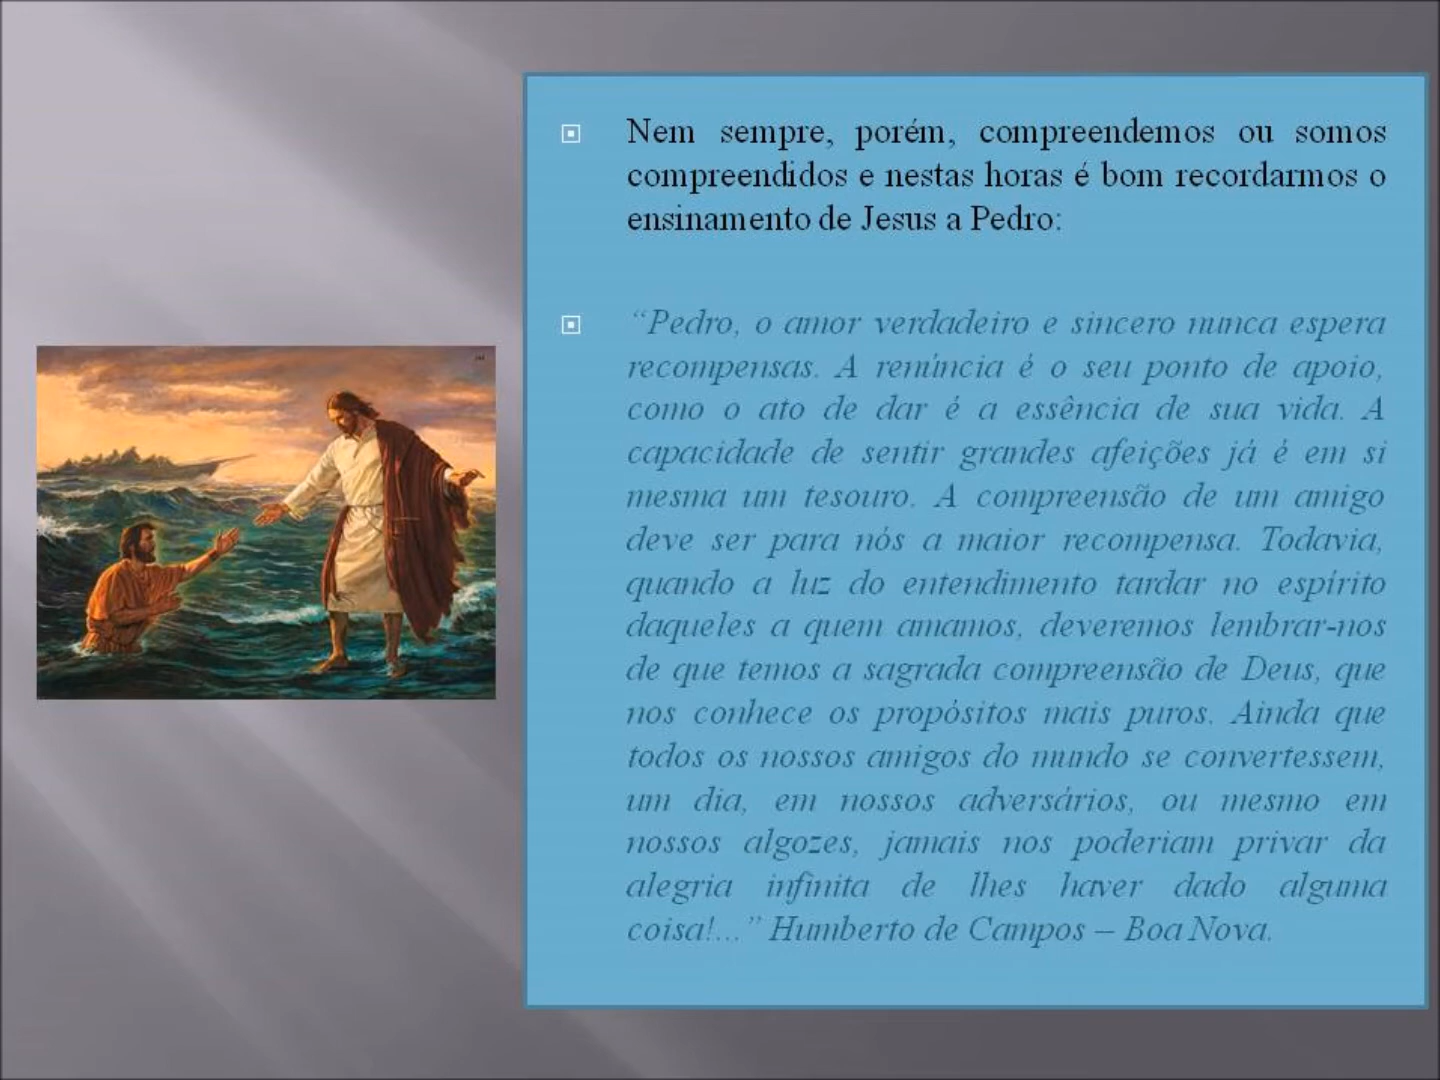 Nem sempre, porém, compreendemos ou somos
compreendidos e nestas horas é bom recordarmos o
ensinamento de Jesus a Pedro:
“Pedro, o amor verdadeiro e sincero nunca espera
recompensas. A renúncia é o seu ponto de apoio,
como o ato de dar é a essência de sua vida. A
capacidade de sentir grandes afeições já é em si
mesma um tesouro. A compreensão de um amigo
deve ser para nós a maior recompensa. Todavia,
quando a luz do entendimento tardar no espírito
daqueles a quem amamos, deveremos lembrar-nos
de que temos a sagrada compreensão de Deus, que
nos conhece os propósitos mais puros. Ainda que
todos os nossos amigos do mundo se convertessem,
um dia, em nossos adversários, ou mesmo em
nossos algozes, jamais nos poderiam privar da
alegria infinita de lhes haver dado alguma
coisa!...” Humberto de Campos – Boa Nova.